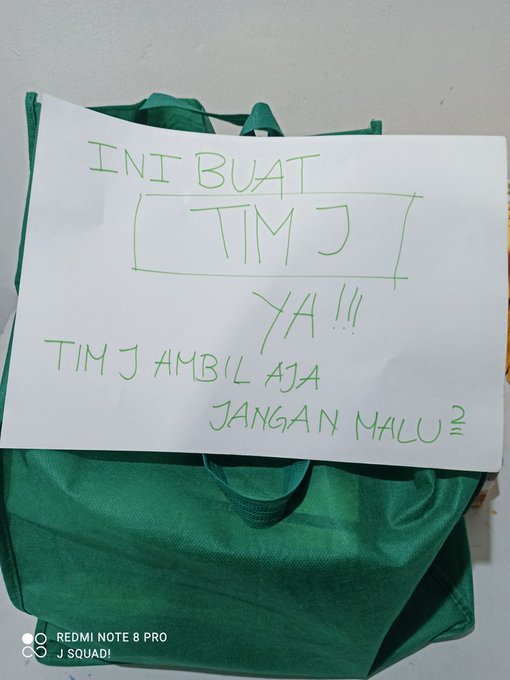 INI BUAT
TIM J
YA!!!
TIM J AMBIL AJA
JANGAN MALU²
REDMI NOTE 8 PRO
J SQUAD!